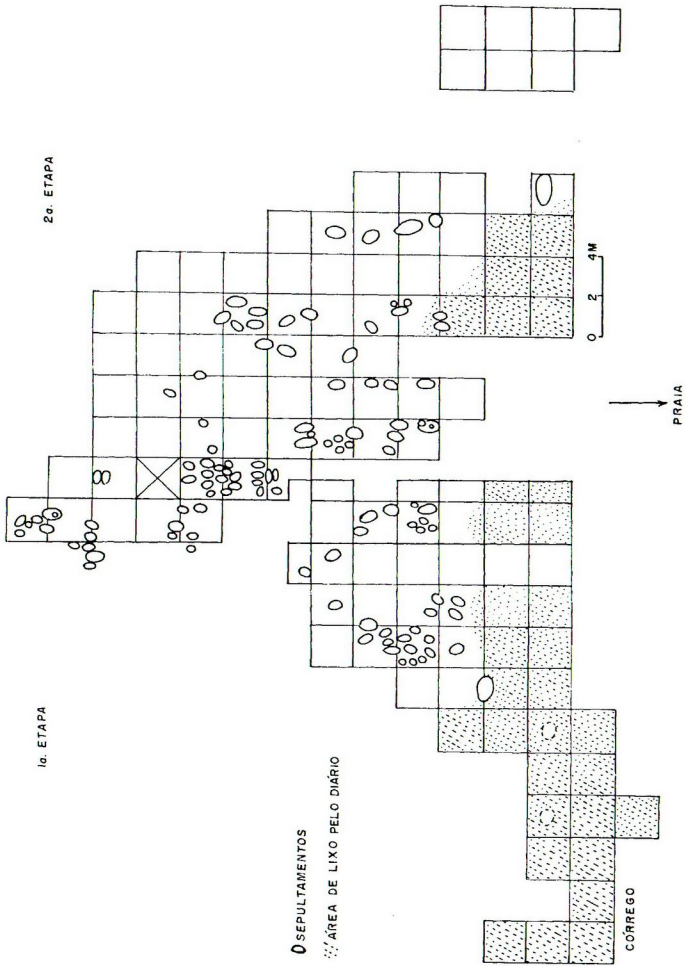 1a. ETAPA
2a. ETAPA
SEPULTAMENTOS
ÁREA DE LIXO PELO DIÁRIO
CÓRREGO
PRAIA
0 2 4M